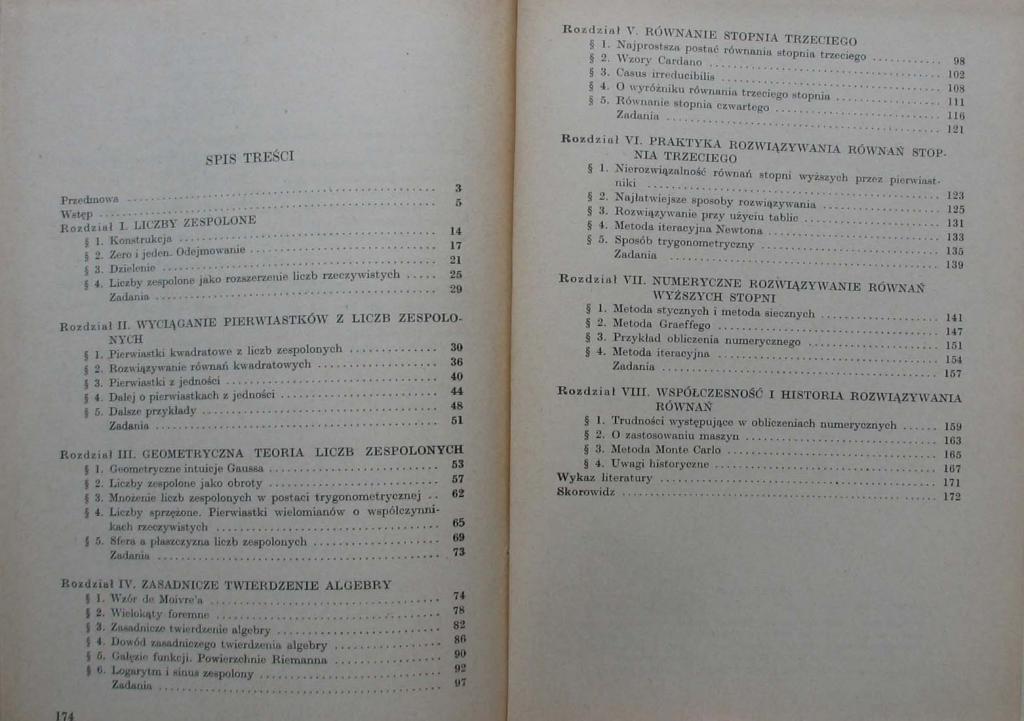 SPIS TREŚCI
Przedmowa ........ 3
Wstęp ........ 5
Rozdział I. LICZBY ZESPOLONE
§ 1. Konstrukcja ........ 14
§ 2. Zero i jeden. Odejmowanie ........ 17
§ 3. Dzielenie ........ 21
§ 4. Liczby zespolone jako rozszerzenie liczb rzeczywistych ..... 25
Zadania ........ 29
Rozdział II. WYCIĄGANIE PIERWIASTKÓW Z LICZB ZESPOLO-
NYCH
§ 1. Pierwiastki kwadratowe z liczb zespolonych ........ 30
§ 2. Rozwiązywanie równań kwadratowych ........ 36
§ 3. Pierwiastki z jedności ........ 40
§ 4. Dalej o pierwiastkach z jedności ........ 44
§ 5. Dalsze przykłady ........ 48
Zadania ........ 51
Rozdział III. GEOMETRYCZNA TEORIA LICZB ZESPOLONYCH
§ 1. Geometryczne intuicje Gaussa ........ 53
§ 2. Liczby zespolone jako obroty ........ 57
§ 3. Mnożenie liczb zespolonych w postaci trygonometrycznej .. 62
§ 4. Liczby sprzężone. Pierwiastki wielomianów o współczynni-
kach rzeczywistych ........ 65
§ 5. Sfera a płaszczyzna liczb zespolonych ........ 69
Zadania ........ 73
Rozdział IV. ZASADNICZE TWIERDZENIE ALGEBRY
§ 1. Wzór de Moivre'a ........ 74
§ 2. Wielokąty foremne ........ 78
§ 3. Zasadnicze twierdzenie algebry ........ 82
§ 4. Dowód zasadniczego twierdzenia algebry ........ 86
§ 5. Gałęzie funkcji. Powierzchnie Riemanna ........ 90
§ 6. Logarytm i sinus zespolony ........ 92
Zadania ........ 97
174
Rozdział V. RÓWNANIE STOPNIA TRZECIEGO
§ 1. Najprostsza postać równania stopnia trzeciego ........ 98
§ 2. Wzory Cardano ........ 102
§ 3. Casus irreducibilis ........ 108
§ 4. O wyróżniku równania trzeciego stopnia ........ 111
§ 5. Równanie stopnia czwartego ........ 116
Zadania ........ 121
Rozdział VI. PRAKTYKA ROZWIĄZYWANIA RÓWNAŃ STOP-
NIA TRZECIEGO
§ 1. Nierozwiązalność równań stopni wyższych przez pierwiast-
niki ........ 123
§ 2. Najłatwiejsze sposoby rozwiązywania ........ 125
§ 3. Rozwiązywanie przy użyciu tablic ........ 131
§ 4. Metoda iteracyjna Newtona ........ 133
§ 5. Sposób trygonometryczny ........ 135
Zadania ........ 139
Rozdział VII. NUMERYCZNE ROZWIĄZYWANIE RÓWNAŃ
WYŻSZYCH STOPNI
§ 1. Metoda stycznych i metoda siecznych ........ 141
§ 2. Metoda Graeffego ........ 147
§ 3. Przykład obliczenia numerycznego ........ 151
§ 4. Metoda iteracyjna ........ 154
Zadania ........ 157
Rozdział VIII. WSPÓŁCZESNOŚĆ I HISTORIA ROZWIĄZYWANIA
RÓWNAŃ
§ 1. Trudności występujące w obliczeniach numerycznych ...... 159
§ 2. O zastosowaniu maszyn ........ 163
§ 3. Metoda Monte Carlo ........ 165
§ 4. Uwagi historyczne ........ 167
Wykaz literatury ........ 171
Skorowidz ........ 172